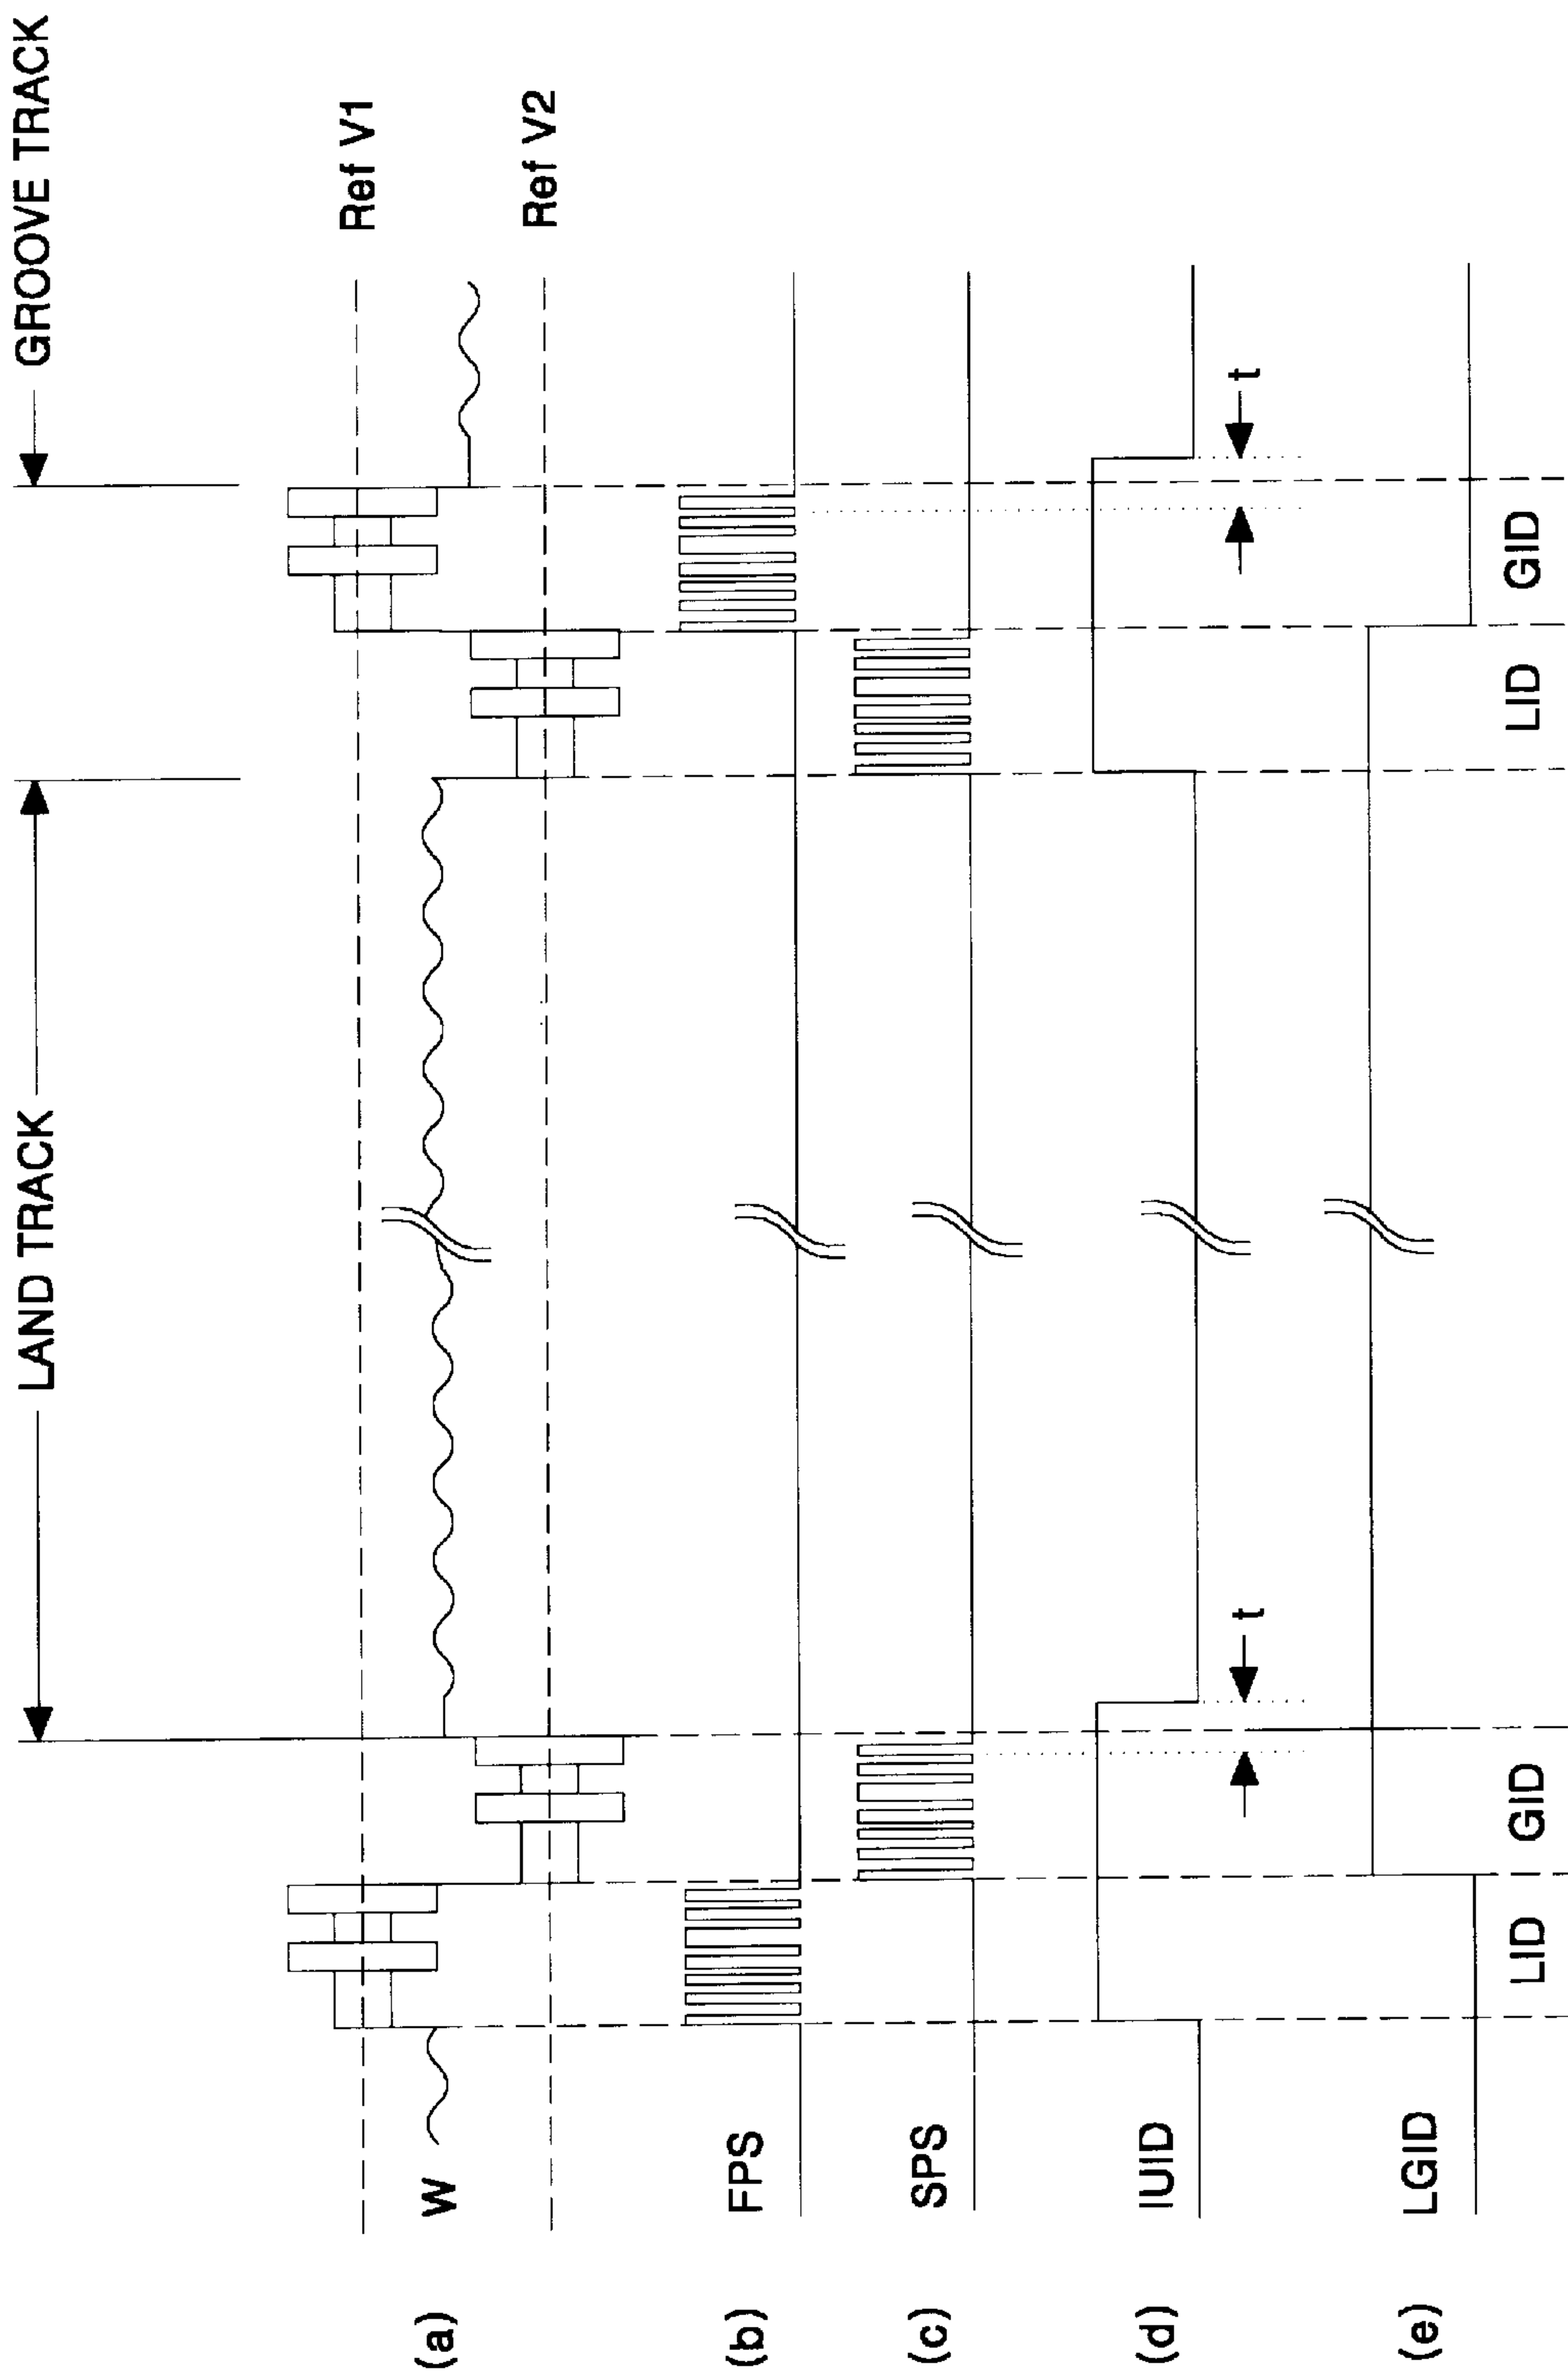 LAND TRACK
GROOVE TRACK
Ref V1
Ref V2
(a) W
(b) FPS
(c) SPS
(d) IUID
t
t
(e) LGID
LID
GID
LID
GID